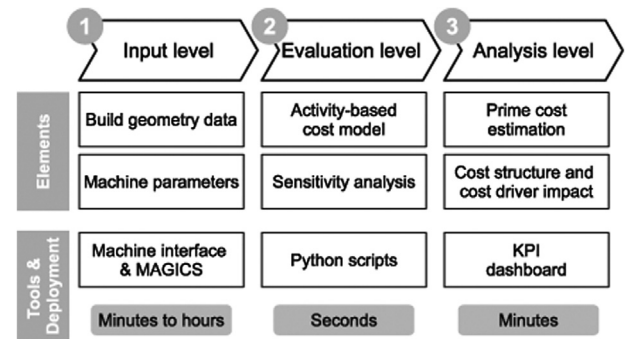 1
Input level
2
Evaluation level
3
Analysis level
Elements
Build geometry data
Activity-based
cost model
Prime cost
estimation
Machine parameters
Sensitivity analysis
Cost structure and
cost driver impact
Tools &
Deployment
Machine interface
& MAGICS
Python scripts
KPI
dashboard
Minutes to hours
Seconds
Minutes